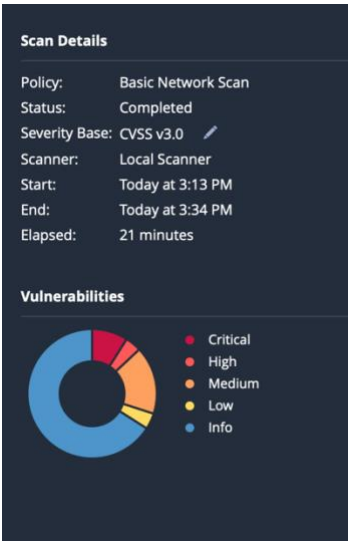 Scan Details
Policy: Basic Network Scan
Status: Completed
Severity Base: CVSS v3.0
Scanner: Local Scanner
Start: Today at 3:13 PM
End: Today at 3:34 PM
Elapsed: 21 minutes
Vulnerabilities
Critical
High
Medium
Low
Info